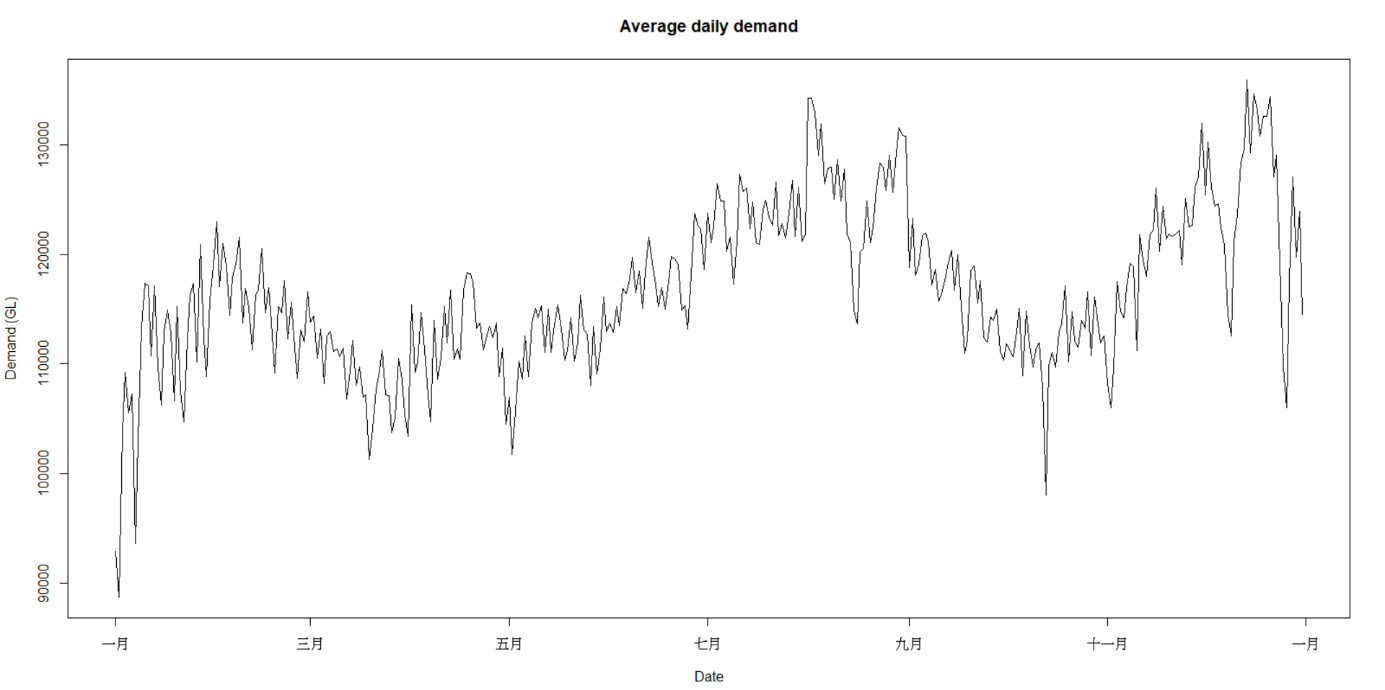 Average daily demand
Demand (GL)
130000
120000
110000
100000
90000
一月 三月 五月 七月 九月 十一月 一月
Date